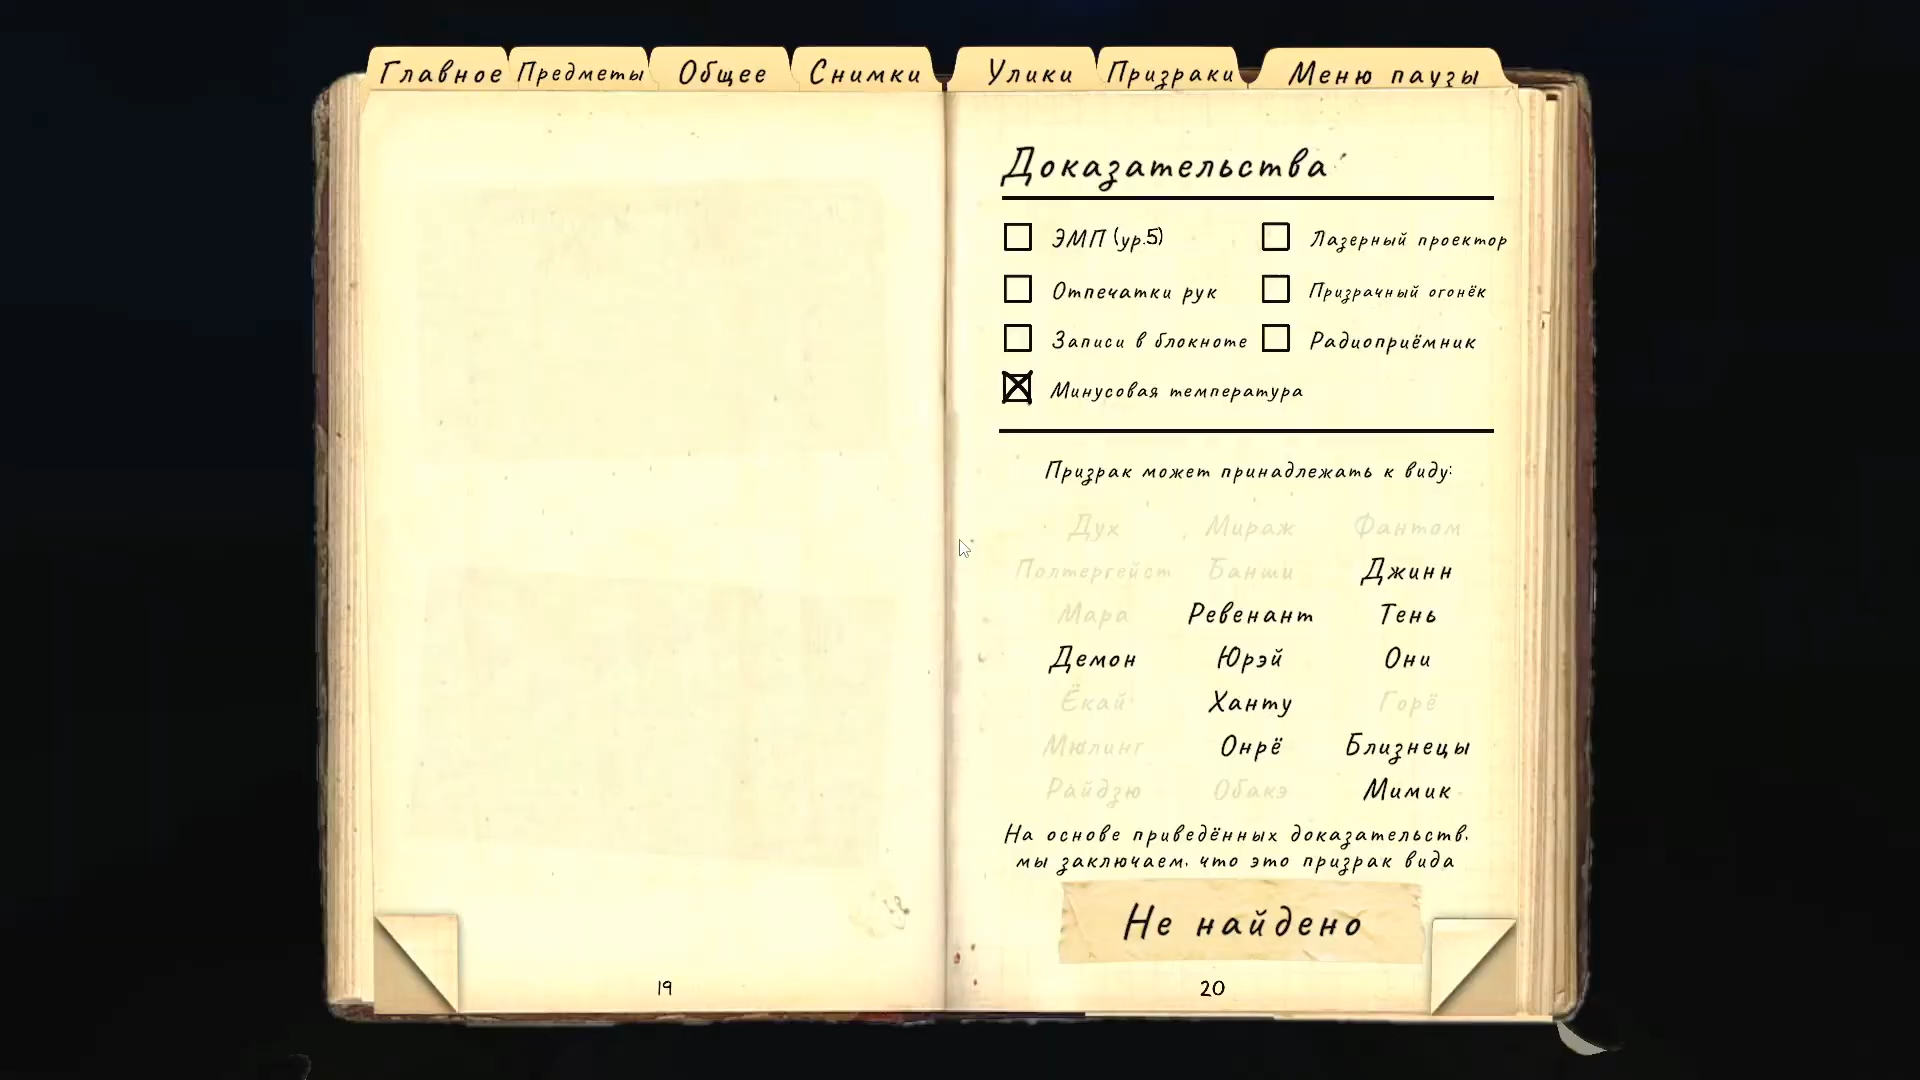 Главное Предметы Общее Снимки Улики Призраки Меню паузы
Доказательства
ЭМП (ур.5) Лазерный проектор
Отпечатки рук Призрачный огонёк
Записи в блокноте Радиоприёмник
Минусовая температура
Призрак может принадлежать к виду:
Дух Мираж Фантом
Полтергейст Банши Джинн
Мара Ревенант Тень
Демон Юрэй Они
Ёкай Ханту Горё
Мюлинг Онрё Близнецы
Райдзю Обакэ Мимик
На основе приведённых доказательств,
мы заключаем, что это призрак вида
Не найдено
19 20